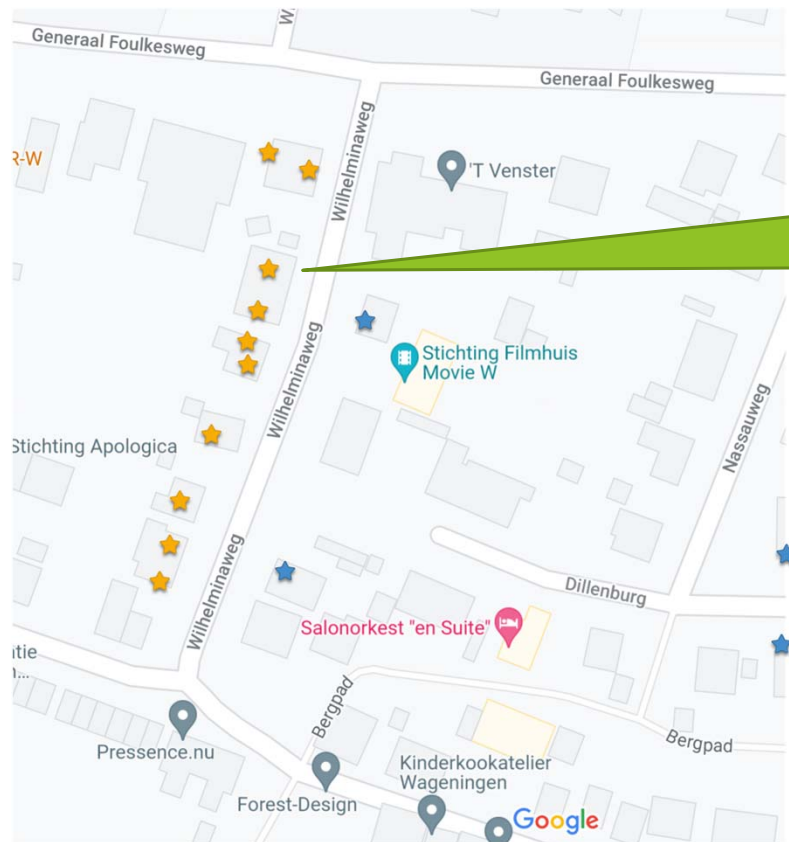 Generaal Foulkesweg
W
Generaal Foulkesweg
Wilhelminaweg
R-W
'T Venster
Wilhelminaweg
Stichting Filmhuis
Movie W
Nassauweg
Stichting Apologica
Wilhelminaweg
Dillenburg
Salonorkest "en Suite"
tie
Bergpad
Bergpad
Pressence.nu
Kinderkookatelier
Wageningen
Forest-Design
Google